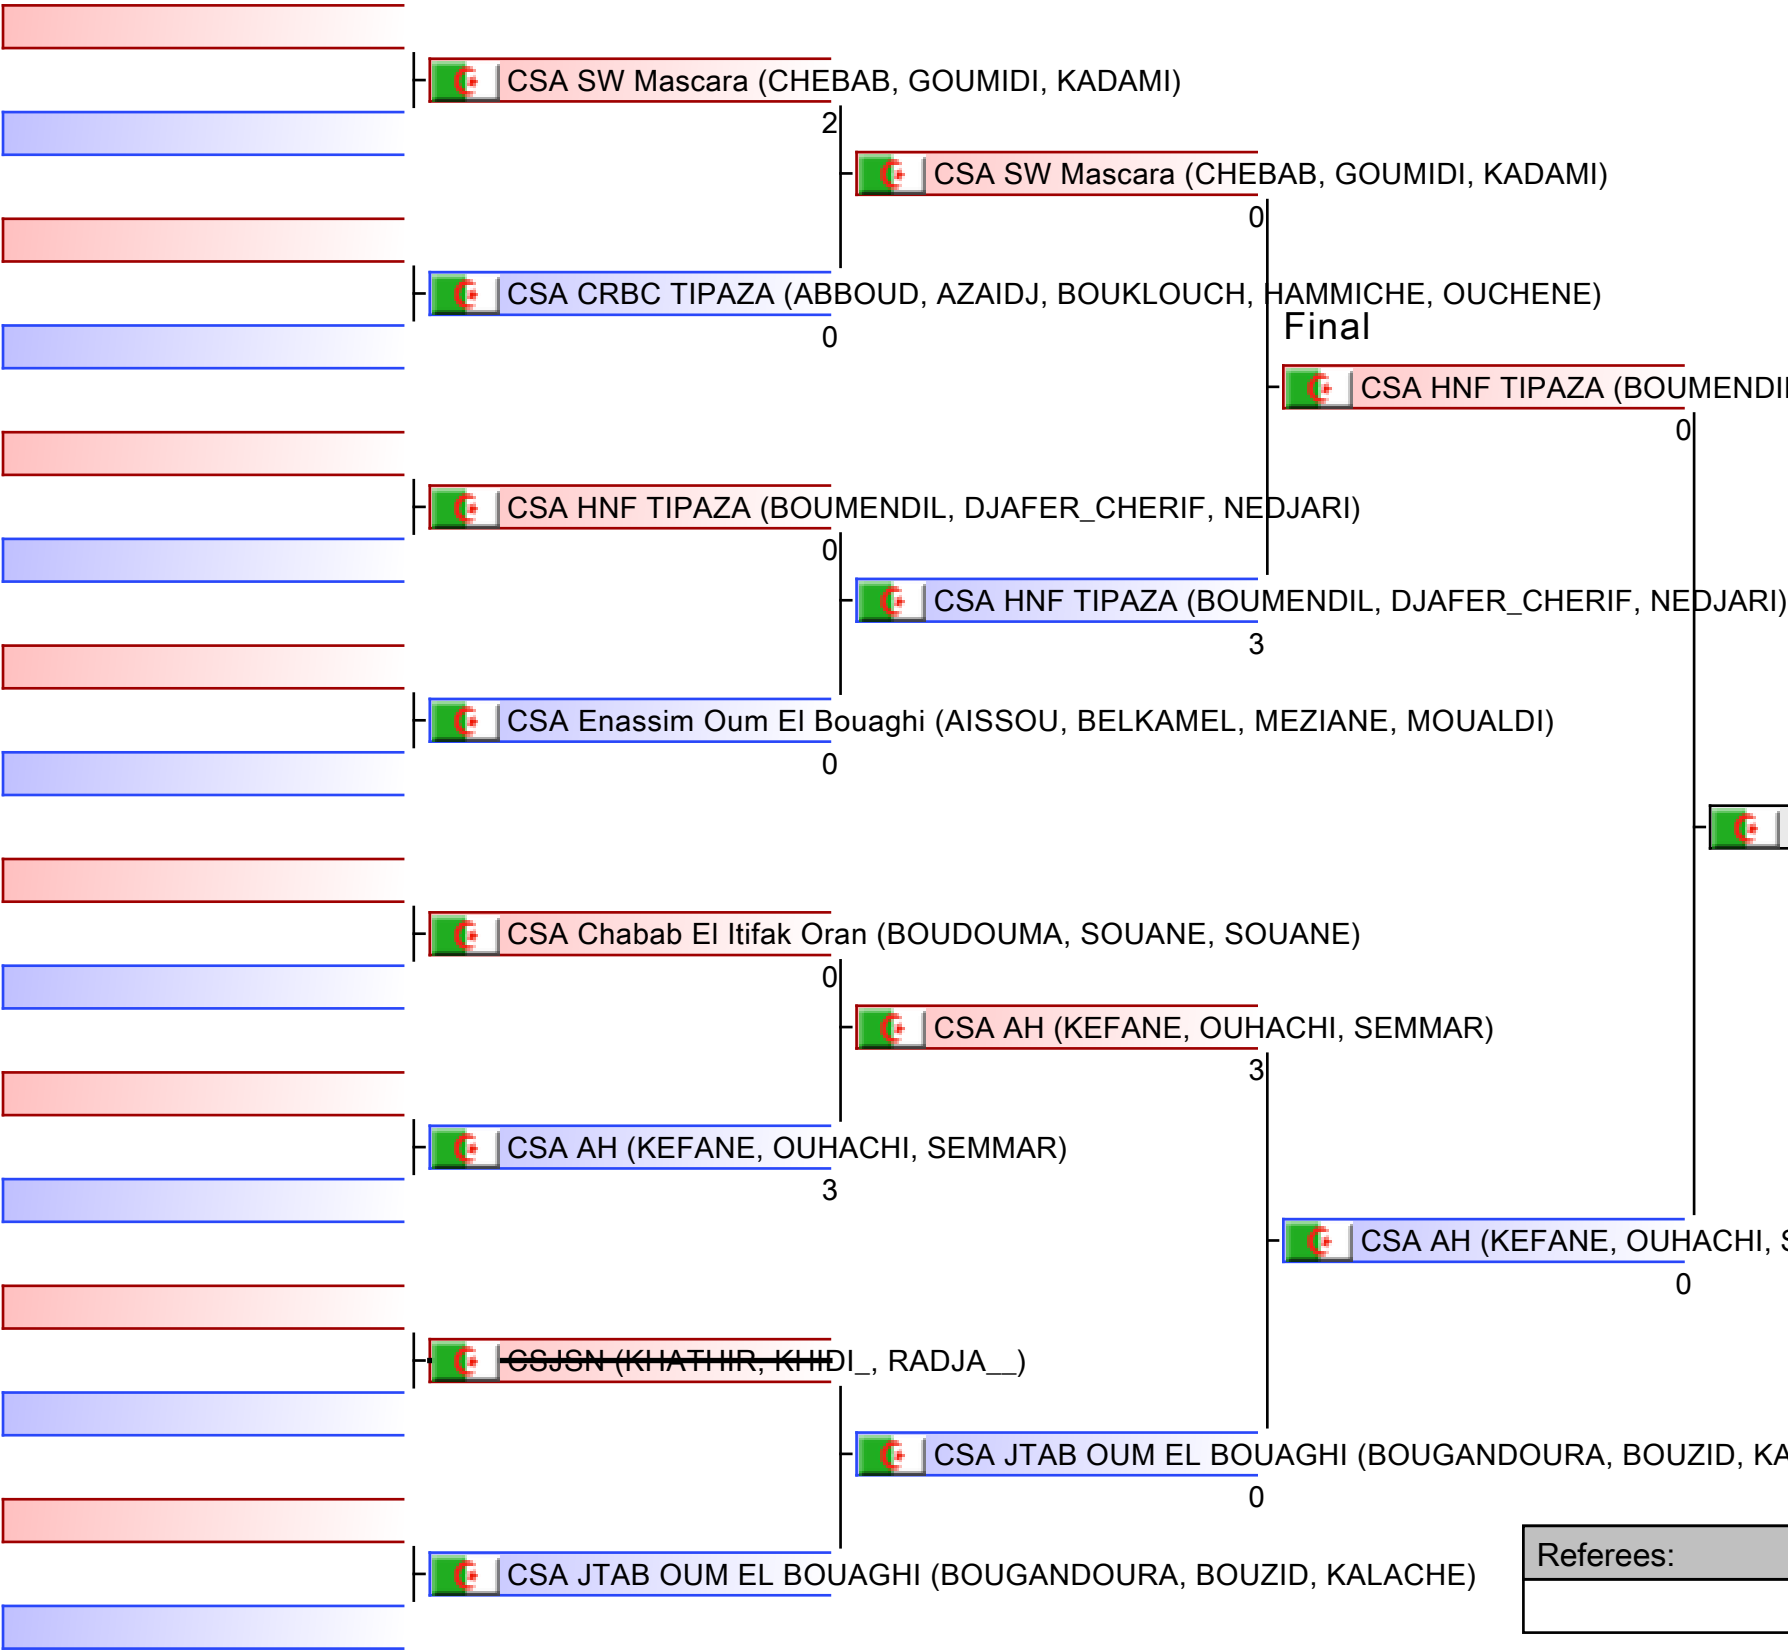 CSA SW Mascara (CHEBAB, GOUMIDI, KADAMI)
2
CSA SW Mascara (CHEBAB, GOUMIDI, KADAMI)
0
CSA CRBC TIPAZA (ABBOUD, AZAIDJ, BOUKLOUCH, HAMMICHE, OUCHENE)
0
Final
CSA HNF TIPAZA (BOUMENDIL
0
CSA HNF TIPAZA (BOUMENDIL, DJAFER_CHERIF, NEDJARI)
0
CSA HNF TIPAZA (BOUMENDIL, DJAFER_CHERIF, NEDJARI)
3
CSA Enassim Oum El Bouaghi (AISSOU, BELKAMEL, MEZIANE, MOUALDI)
0
CSA Chabab El Itifak Oran (BOUDOUMA, SOUANE, SOUANE)
0
CSA AH (KEFANE, OUHACHI, SEMMAR)
3
CSA AH (KEFANE, OUHACHI, SEMMAR)
3
CSA AH (KEFANE, OUHACHI, S
0
CSJSN (KHATHIR, KHIDI_, RADJA__)
CSA JTAB OUM EL BOUAGHI (BOUGANDOURA, BOUZID, KA
0
CSA JTAB OUM EL BOUAGHI (BOUGANDOURA, BOUZID, KALACHE)
Referees: